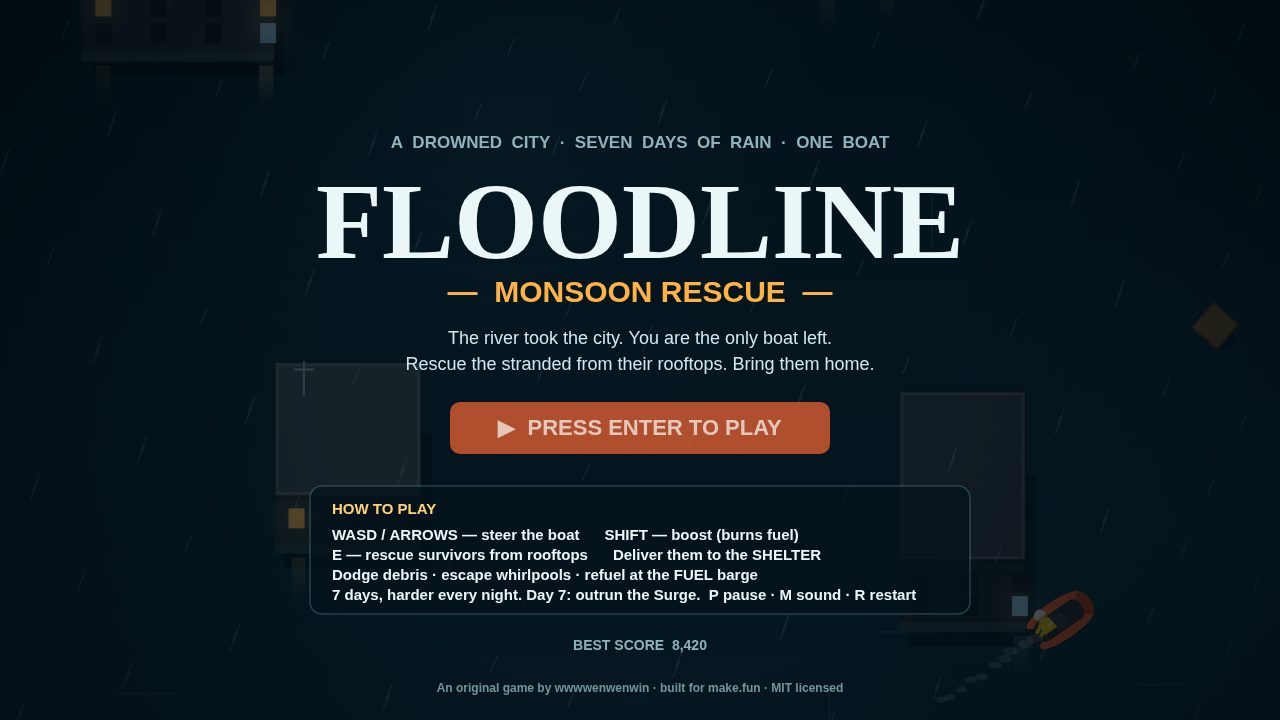 A DROWNED CITY · SEVEN DAYS OF RAIN · ONE BOAT
FLOODLINE
— MONSOON RESCUE —
The river took the city. You are the only boat left.
Rescue the stranded from their rooftops. Bring them home.
▶ PRESS ENTER TO PLAY
HOW TO PLAY
WASD / ARROWS — steer the boat SHIFT — boost (burns fuel)
E — rescue survivors from rooftops Deliver them to the SHELTER
Dodge debris · escape whirlpools · refuel at the FUEL barge
7 days, harder every night. Day 7: outrun the Surge. P pause · M sound · R restart
BEST SCORE 8,420
An original game by wwwwenwenwin · built for make.fun · MIT licensed